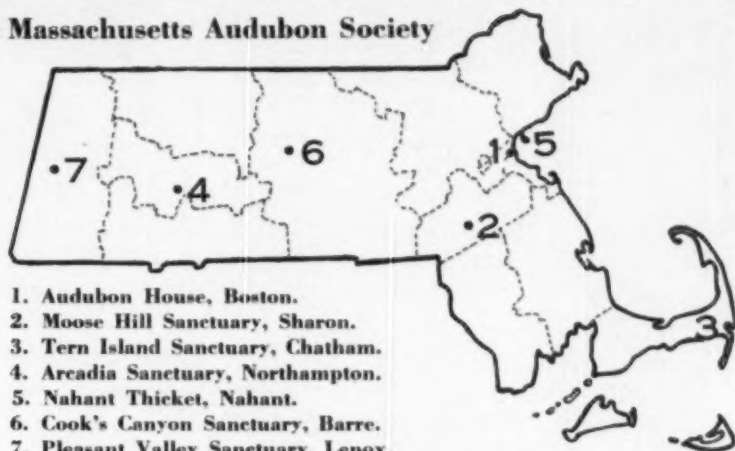 Massachusetts Audubon Society
1
5
6
7
4
2
3
1. Audubon House, Boston.
2. Moose Hill Sanctuary, Sharon.
3. Tern Island Sanctuary, Chatham.
4. Arcadia Sanctuary, Northampton.
5. Nahant Thicket, Nahant.
6. Cook's Canyon Sanctuary, Barre.
7. Pleasant Valley Sanctuary, Lenox.